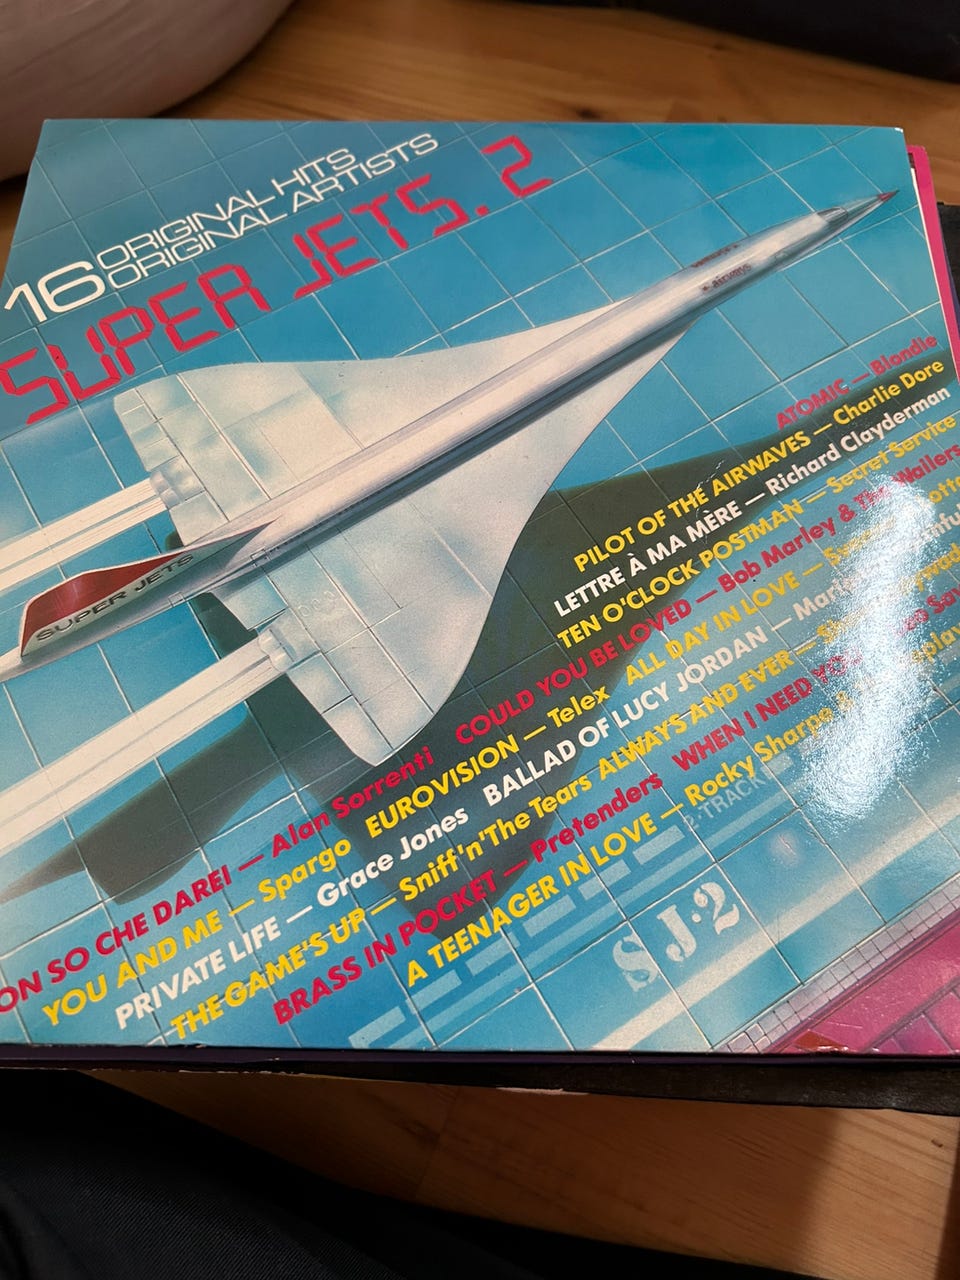 16 ORIGINAL HITS
ORIGINAL ARTISTS
SUPER JETS. 2
airways
SUPER JETS
ATOMIC — Blondie
PILOT OF THE AIRWAVES — Charlie Dore
LETTRE À MA MÈRE — Richard Clayderman
TEN O'CLOCK POSTMAN — Secret Service
ON SO CHE DAREI — Alan Sorrenti COULD YOU BE LOVED — Bob Marley & The Wailers
YOU AND ME — Spargo EUROVISION — Telex ALL DAY IN LOVE —
PRIVATE LIFE — Grace Jones BALLAD OF LUCY JORDAN —
THE GAME'S UP — Sniff 'n' The Tears ALWAYS AND EVER —
BRASS IN POCKET — Pretenders WHEN I NEED YOU
A TEENAGER IN LOVE — Rocky Sharpe &
2-TRACK
SJ·2